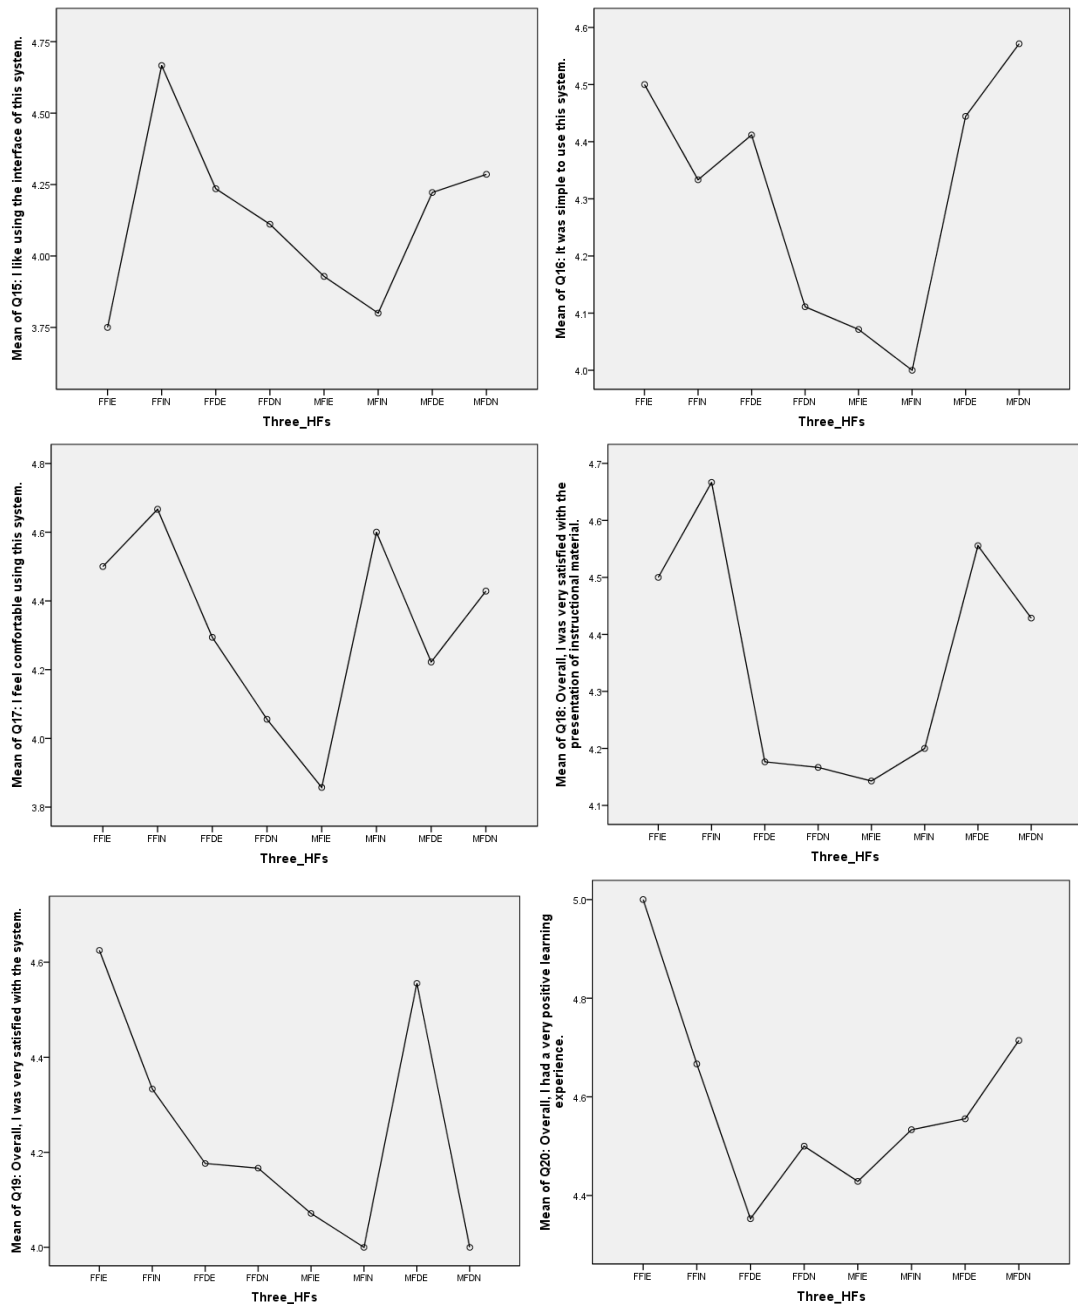 Mean of Q15: I like using the interface of this system.
4.75
4.50
4.25
4.00
3.75
FFIE FFIN FFDE FFDN MFIE MFIN MFDE MFDN
Three_HFs
Mean of Q16: It was simple to use this system.
4.6
4.5
4.4
4.3
4.2
4.1
4.0
FFIE FFIN FFDE FFDN MFIE MFIN MFDE MFDN
Three_HFs
Mean of Q17: I feel comfortable using this system.
4.8
4.6
4.4
4.2
4.0
3.8
FFIE FFIN FFDE FFDN MFIE MFIN MFDE MFDN
Three_HFs
Mean of Q18: Overall, I was very satisfied with the
presentation of instructional material.
4.7
4.6
4.5
4.4
4.3
4.2
4.1
FFIE FFIN FFDE FFDN MFIE MFIN MFDE MFDN
Three_HFs
Mean of Q19: Overall, I was very satisfied with the system.
4.6
4.4
4.2
4.0
FFIE FFIN FFDE FFDN MFIE MFIN MFDE MFDN
Three_HFs
Mean of Q20: Overall, I had a very positive learning
experience.
5.0
4.8
4.6
4.4
FFIE FFIN FFDE FFDN MFIE MFIN MFDE MFDN
Three_HFs